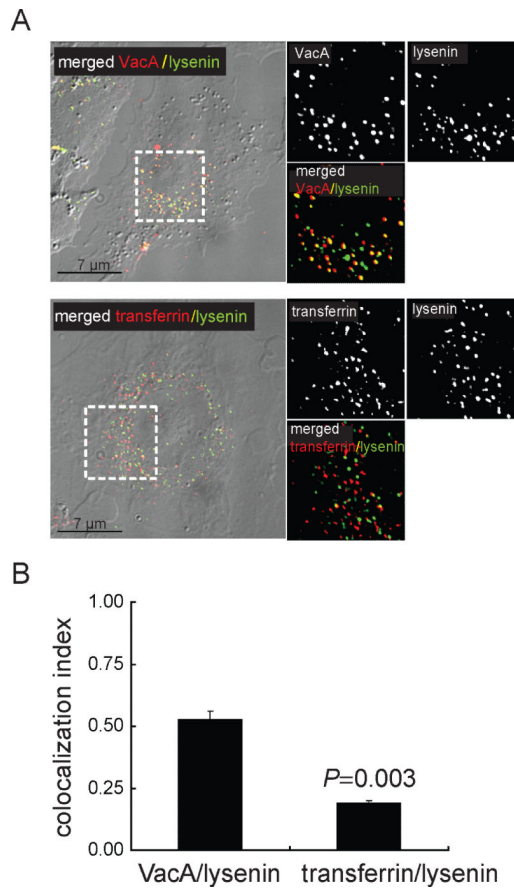 A
merged VacA/lysenin
7 µm
VacA
lysenin
merged
VacA/lysenin
merged transferrin/lysenin
7 µm
transferrin
lysenin
merged
transferrin/lysenin
B
colocalization index
1.00
0.75
0.50
0.25
0.00
P=0.003
VacA/lysenin
transferrin/lysenin